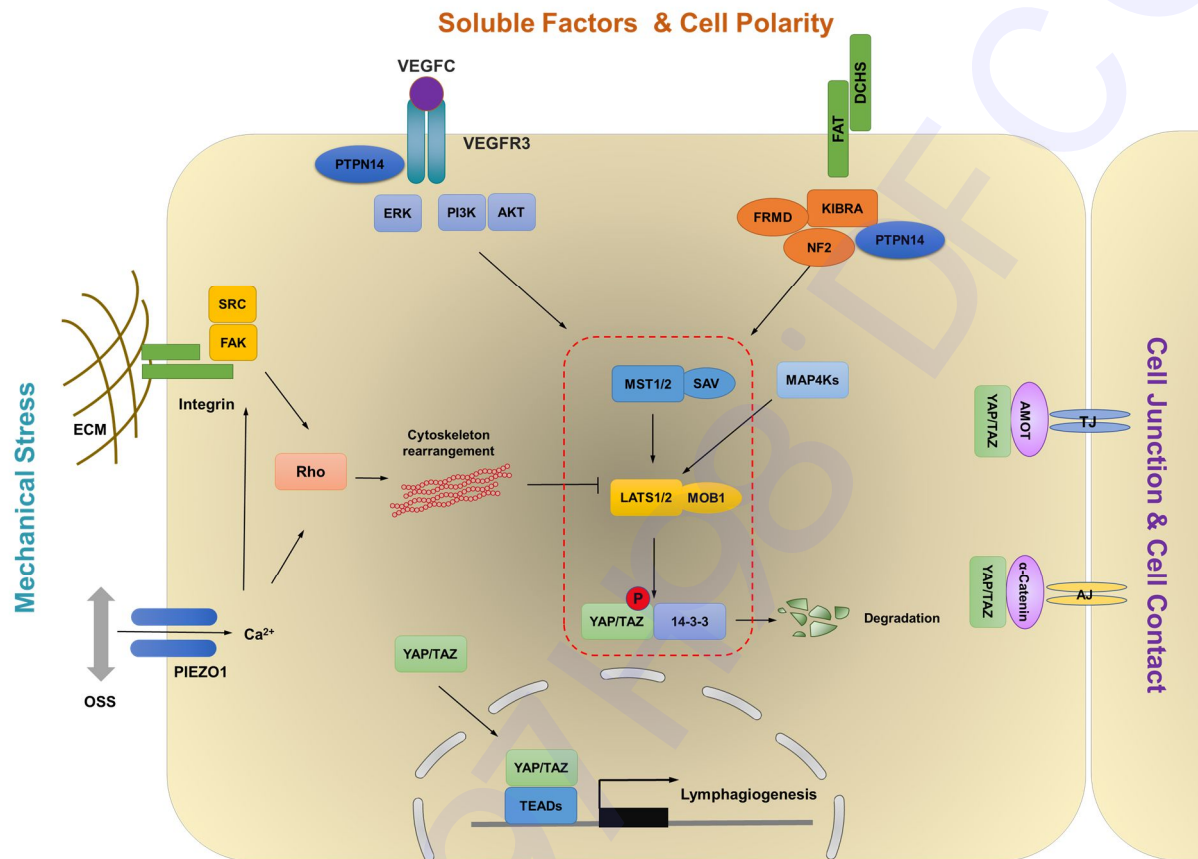 Soluble Factors & Cell Polarity
VEGFC
VEGFR3
PTPN14
ERK
PI3K
AKT
DCHS
FAT
FRMD
KIBRA
NF2
PTPN14
Mechanical Stress
SRC
FAK
Integrin
ECM
Rho
Cytoskeleton
rearrangement
MST1/2
SAV
MAP4Ks
LATS1/2
MOB1
P
YAP/TAZ
14-3-3
Degradation
OSS
PIEZO1
Ca²⁺
YAP/TAZ
YAP/TAZ
TEADs
Lymphagiogenesis
YAP/TAZ
AMOT
TJ
YAP/TAZ
α-Catenin
AJ
Cell Junction & Cell Contact